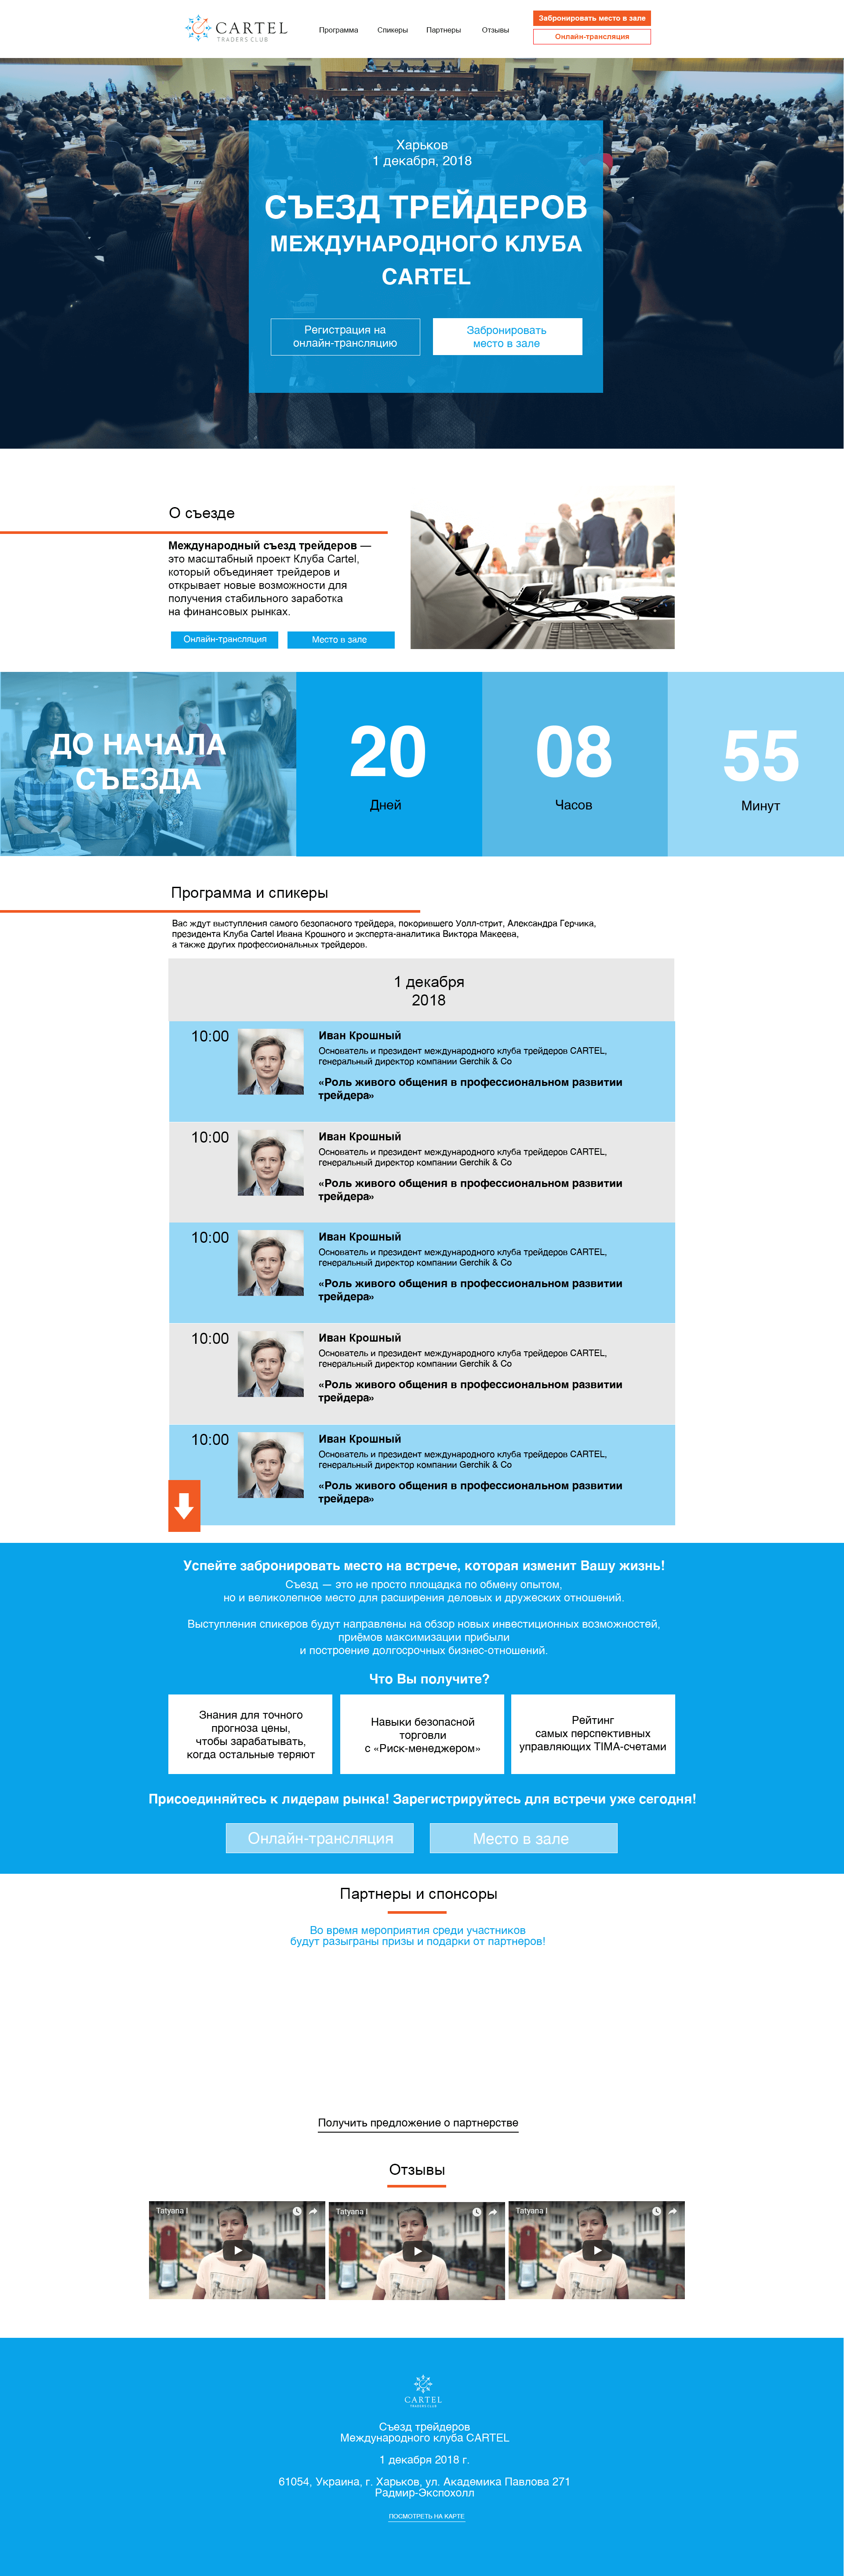 CARTEL
TRADERS CLUB
Программа
Спикеры
Партнеры
Отзывы
Забронировать место в зале
Онлайн-трансляция
Харьков
1 декабря, 2018
СЪЕЗД ТРЕЙДЕРОВ
МЕЖДУНАРОДНОГО КЛУБА
CARTEL
Регистрация на
онлайн-трансляцию
Забронировать
место в зале
О съезде
Международный съезд трейдеров —
это масштабный проект Клуба Cartel,
который объединяет трейдеров и
открывает новые возможности для
получения стабильного заработка
на финансовых рынках.
Онлайн-трансляция
Место в зале
ДО НАЧАЛА
СЪЕЗДА
20
Дней
08
Часов
55
Минут
Программа и спикеры
Вас ждут выступления самого безопасного трейдера, покорившего Уолл-стрит, Александра Герчика,
президента Клуба Cartel Ивана Крошного и эксперта-аналитика Виктора Макеева,
а также других профессиональных трейдеров.
1 декабря
2018
10:00
Иван Крошный
Основатель и президент международного клуба трейдеров CARTEL,
генеральный директор компании Gerchik & Co
«Роль живого общения в профессиональном развитии
трейдера»
10:00
Иван Крошный
Основатель и президент международного клуба трейдеров CARTEL,
генеральный директор компании Gerchik & Co
«Роль живого общения в профессиональном развитии
трейдера»
10:00
Иван Крошный
Основатель и президент международного клуба трейдеров CARTEL,
генеральный директор компании Gerchik & Co
«Роль живого общения в профессиональном развитии
трейдера»
10:00
Иван Крошный
Основатель и президент международного клуба трейдеров CARTEL,
генеральный директор компании Gerchik & Co
«Роль живого общения в профессиональном развитии
трейдера»
10:00
Иван Крошный
Основатель и президент международного клуба трейдеров CARTEL,
генеральный директор компании Gerchik & Co
«Роль живого общения в профессиональном развитии
трейдера»
Успейте забронировать место на встрече, которая изменит Вашу жизнь!
Съезд — это не просто площадка по обмену опытом,
но и великолепное место для расширения деловых и дружеских отношений.
Выступления спикеров будут направлены на обзор новых инвестиционных возможностей,
приёмов максимизации прибыли
и построение долгосрочных бизнес-отношений.
Что Вы получите?
Знания для точного
прогноза цены,
чтобы зарабатывать,
когда остальные теряют
Навыки безопасной
торговли
с «Риск-менеджером»
Рейтинг
самых перспективных
управляющих TIMA-счетами
Присоединяйтесь к лидерам рынка! Зарегистрируйтесь для встречи уже сегодня!
Онлайн-трансляция
Место в зале
Партнеры и спонсоры
Во время мероприятия среди участников
будут разыграны призы и подарки от партнеров!
Получить предложение о партнерстве
Отзывы
Tatyana I
Tatyana I
Tatyana I
CARTEL
TRADERS CLUB
Съезд трейдеров
Международного клуба CARTEL
1 декабря 2018 г.
61054, Украина, г. Харьков, ул. Академика Павлова 271
Радмир-Экспохолл
ПОСМОТРЕТЬ НА КАРТЕ